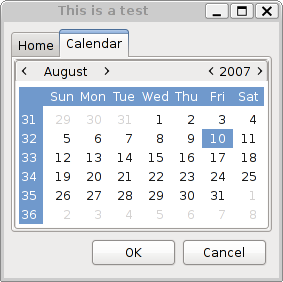 This is a test
Home Calendar
< August > < 2007 >
Sun Mon Tue Wed Thu Fri Sat
31 29 30 31 1 2 3 4
32 5 6 7 8 9 10 11
33 12 13 14 15 16 17 18
34 19 20 21 22 23 24 25
35 26 27 28 29 30 31 1
36 2 3 4 5 6 7 8
OK Cancel